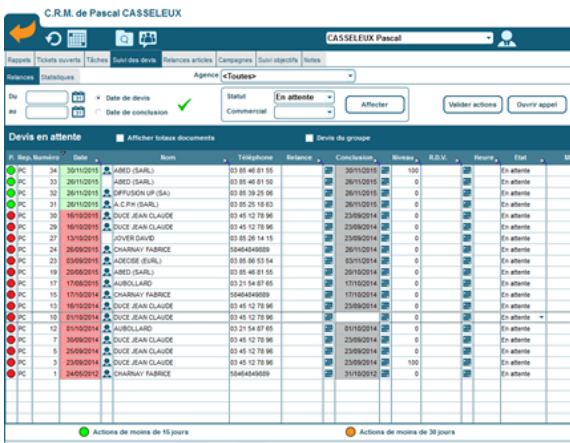 C.R.M. de Pascal CASSELEUX
CASSELEUX Pascal
Rappels Tickets ouverts Tâches Suivi des devis Relances articles Campagnes Suivi objectifs Notes
Relances Statistiques Agence <Toutes>
Du Date de devis Statut En attente Affecter Valider actions Ouvrir appel
au Date de conclusion Commercial
Devis en attente Afficher totaux documents Devis du groupe
P. Rep. Numéro Date Nom Téléphone Relance Conclusion Niveau R.D.V. Heure Etat M
PC 34 30/11/2015 ABED (SARL) 03 85 46 81 55 30/11/2015 100 En attente
PC 33 26/11/2015 ABED (SARL) 03 85 46 81 50 26/11/2015 0 En attente
PC 32 26/11/2015 DIFFUSION UP (SA) 03 85 39 25 06 26/11/2015 0 En attente
PC 31 26/11/2015 A.C.P.H (SARL) 03 85 25 18 63 26/11/2015 0 En attente
PC 30 16/10/2015 DUCE JEAN CLAUDE 03 45 12 78 96 23/09/2014 0 En attente
PC 29 16/10/2015 DUCE JEAN CLAUDE 03 45 12 78 96 23/09/2014 0 En attente
PC 27 13/10/2015 JOVER DAVID 03 85 26 14 15 23/09/2014 0 En attente
PC 24 26/09/2015 CHARNAY FABRICE 58464849889 26/11/2014 0 En attente
PC 23 03/09/2015 ADEOSE (EURL) 03 85 86 53 54 03/11/2014 0 En attente
PC 19 20/08/2015 ABED (SARL) 03 85 46 81 55 20/10/2014 0 En attente
PC 17 17/08/2015 AUBOLLARD 03 21 54 87 65 17/10/2014 0 En attente
PC 15 17/10/2014 CHARNAY FABRICE 58464849889 17/10/2014 0 En attente
PC 13 16/10/2014 DUCE JEAN CLAUDE 03 45 12 78 96 23/09/2014 0 En attente
PC 10 01/10/2014 DUCE JEAN CLAUDE 03 45 12 78 96 0 En attente
PC 12 01/10/2014 AUBOLLARD 03 21 54 87 65 01/10/2014 0 En attente
PC 7 30/09/2014 DUCE JEAN CLAUDE 03 45 12 78 96 23/09/2014 0 En attente
PC 5 25/09/2014 DUCE JEAN CLAUDE 03 45 12 78 96 23/09/2014 0 En attente
PC 3 23/09/2014 DUCE JEAN CLAUDE 03 45 12 78 96 23/09/2014 100 En attente
PC 1 24/05/2012 CHARNAY FABRICE 58464849889 31/10/2012 0 En attente
Actions de moins de 15 jours Actions de moins de 30 jours